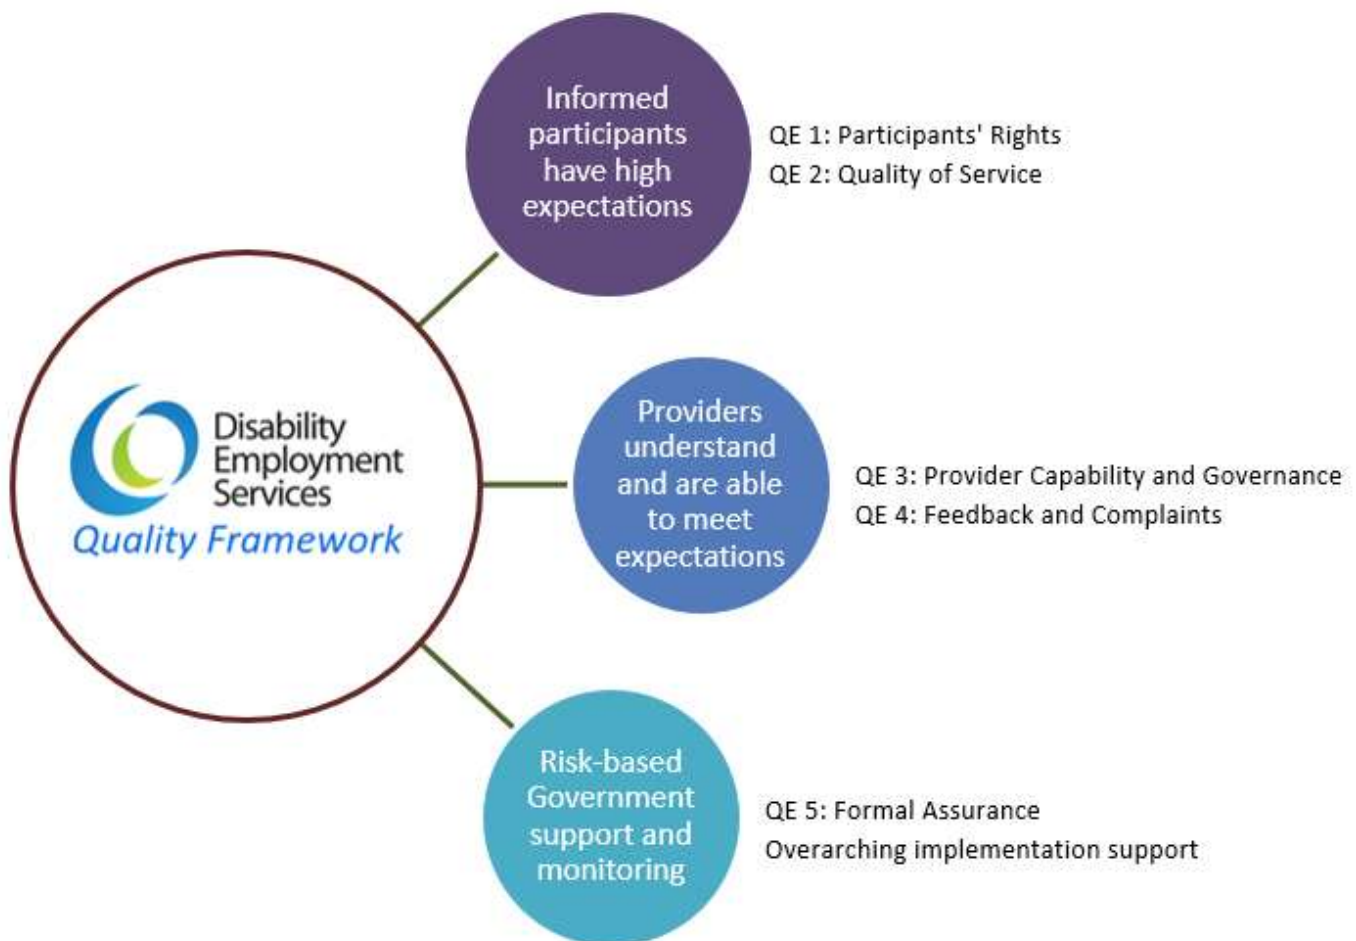 Informed
participants
have high
expectations
QE 1: Participants' Rights
QE 2: Quality of Service
Disability
Employment
Services
Quality Framework
Providers
understand
and are able
to meet
expectations
QE 3: Provider Capability and Governance
QE 4: Feedback and Complaints
Risk-based
Government
support and
monitoring
QE 5: Formal Assurance
Overarching implementation support